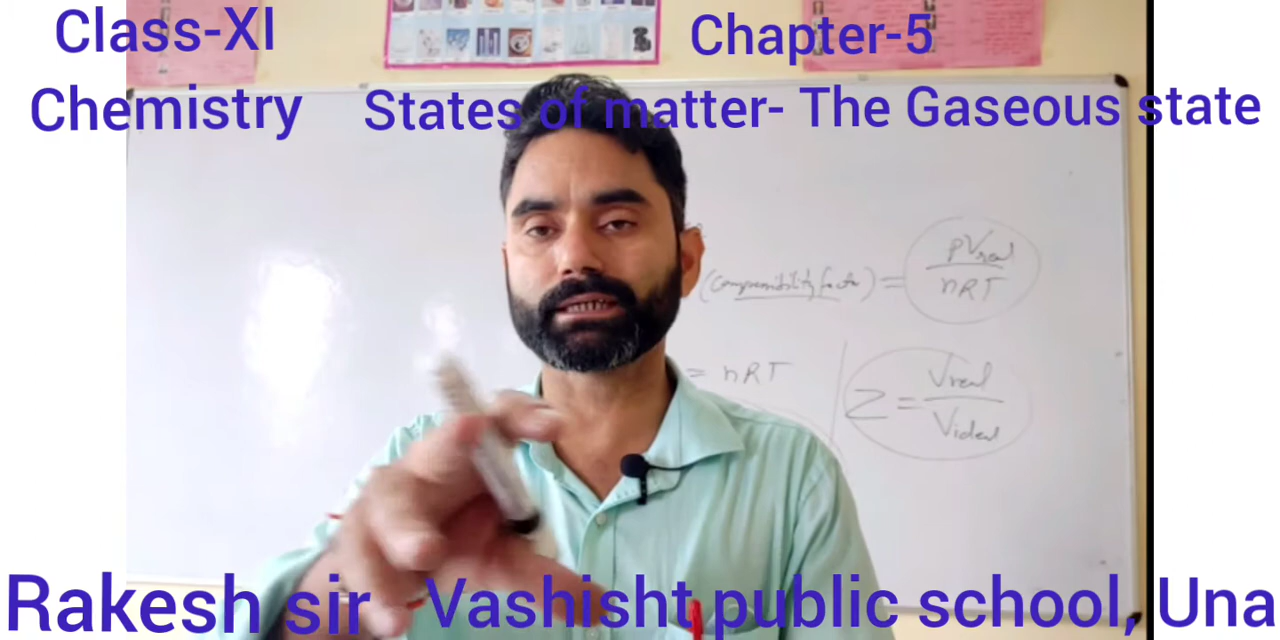 Class-XI
Chapter-5
Chemistry
States of matter- The Gaseous state
(Compressibility factor) = pVreal / nRT
= nRT
Z = Vreal / Videal
Rakesh sir
Vashisht public school, Una